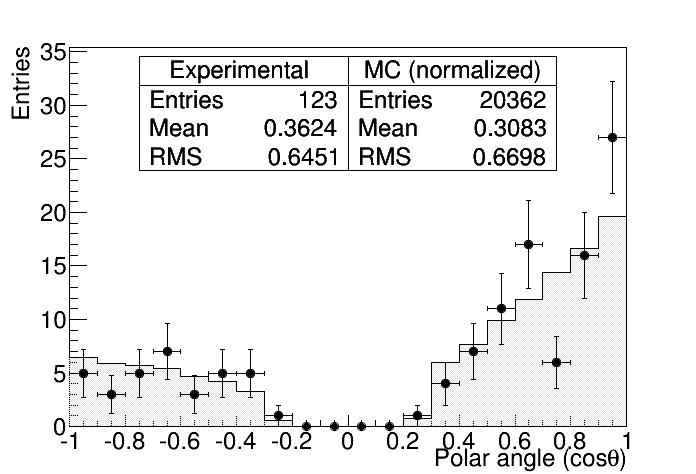 Entries
35
30
25
20
15
10
5
0
Experimental MC (normalized)
Entries 123 Entries 20362
Mean 0.3624 Mean 0.3083
RMS 0.6451 RMS 0.6698
-1 -0.8 -0.6 -0.4 -0.2 0 0.2 0.4 0.6 0.8 1
Polar angle (cosθ)